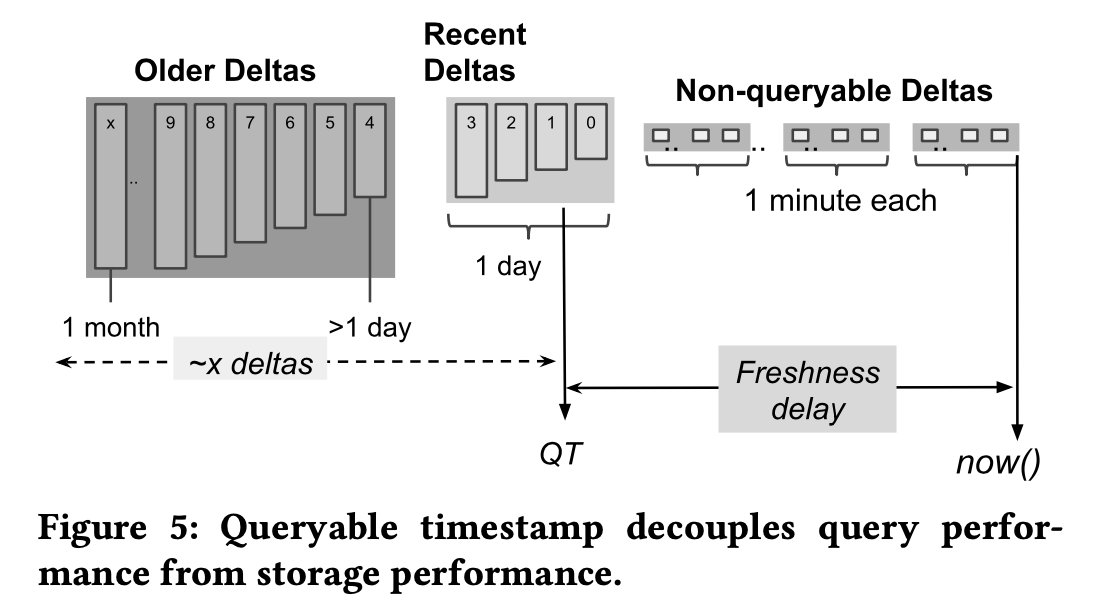 Older Deltas
Recent
Deltas
Non-queryable Deltas
x .. 9 8 7 6 5 4
3 2 1 0
.. .. .. ..
1 minute each
1 day
1 month
>1 day
~x deltas
Freshness
delay
QT
now()
Figure 5: Queryable timestamp decouples query perfor-
mance from storage performance.